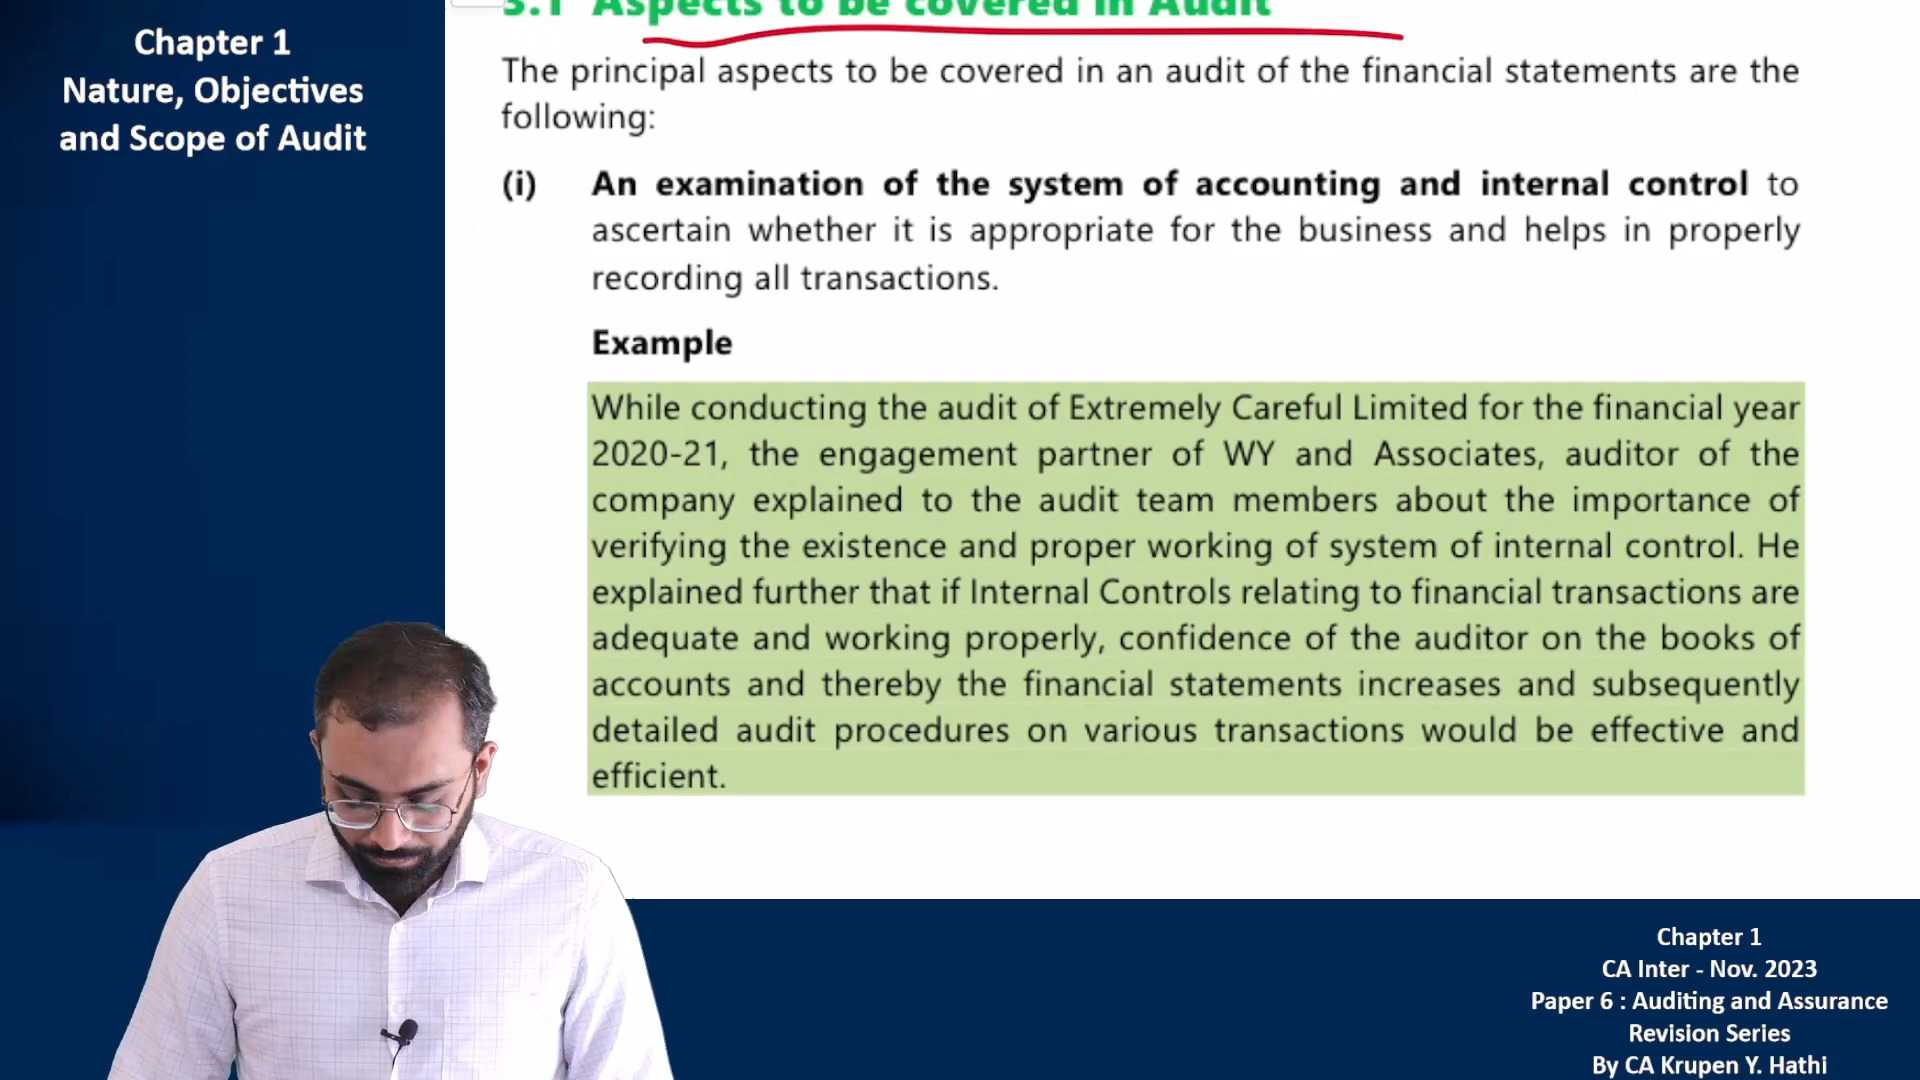 Chapter 1
Nature, Objectives
and Scope of Audit
3.1 Aspects to be covered in Audit
The principal aspects to be covered in an audit of the financial statements are the
following:
(i) An examination of the system of accounting and internal control to
ascertain whether it is appropriate for the business and helps in properly
recording all transactions.
Example
While conducting the audit of Extremely Careful Limited for the financial year
2020-21, the engagement partner of WY and Associates, auditor of the
company explained to the audit team members about the importance of
verifying the existence and proper working of system of internal control. He
explained further that if Internal Controls relating to financial transactions are
adequate and working properly, confidence of the auditor on the books of
accounts and thereby the financial statements increases and subsequently
detailed audit procedures on various transactions would be effective and
efficient.
Chapter 1
CA Inter - Nov. 2023
Paper 6 : Auditing and Assurance
Revision Series
By CA Krupen Y. Hathi